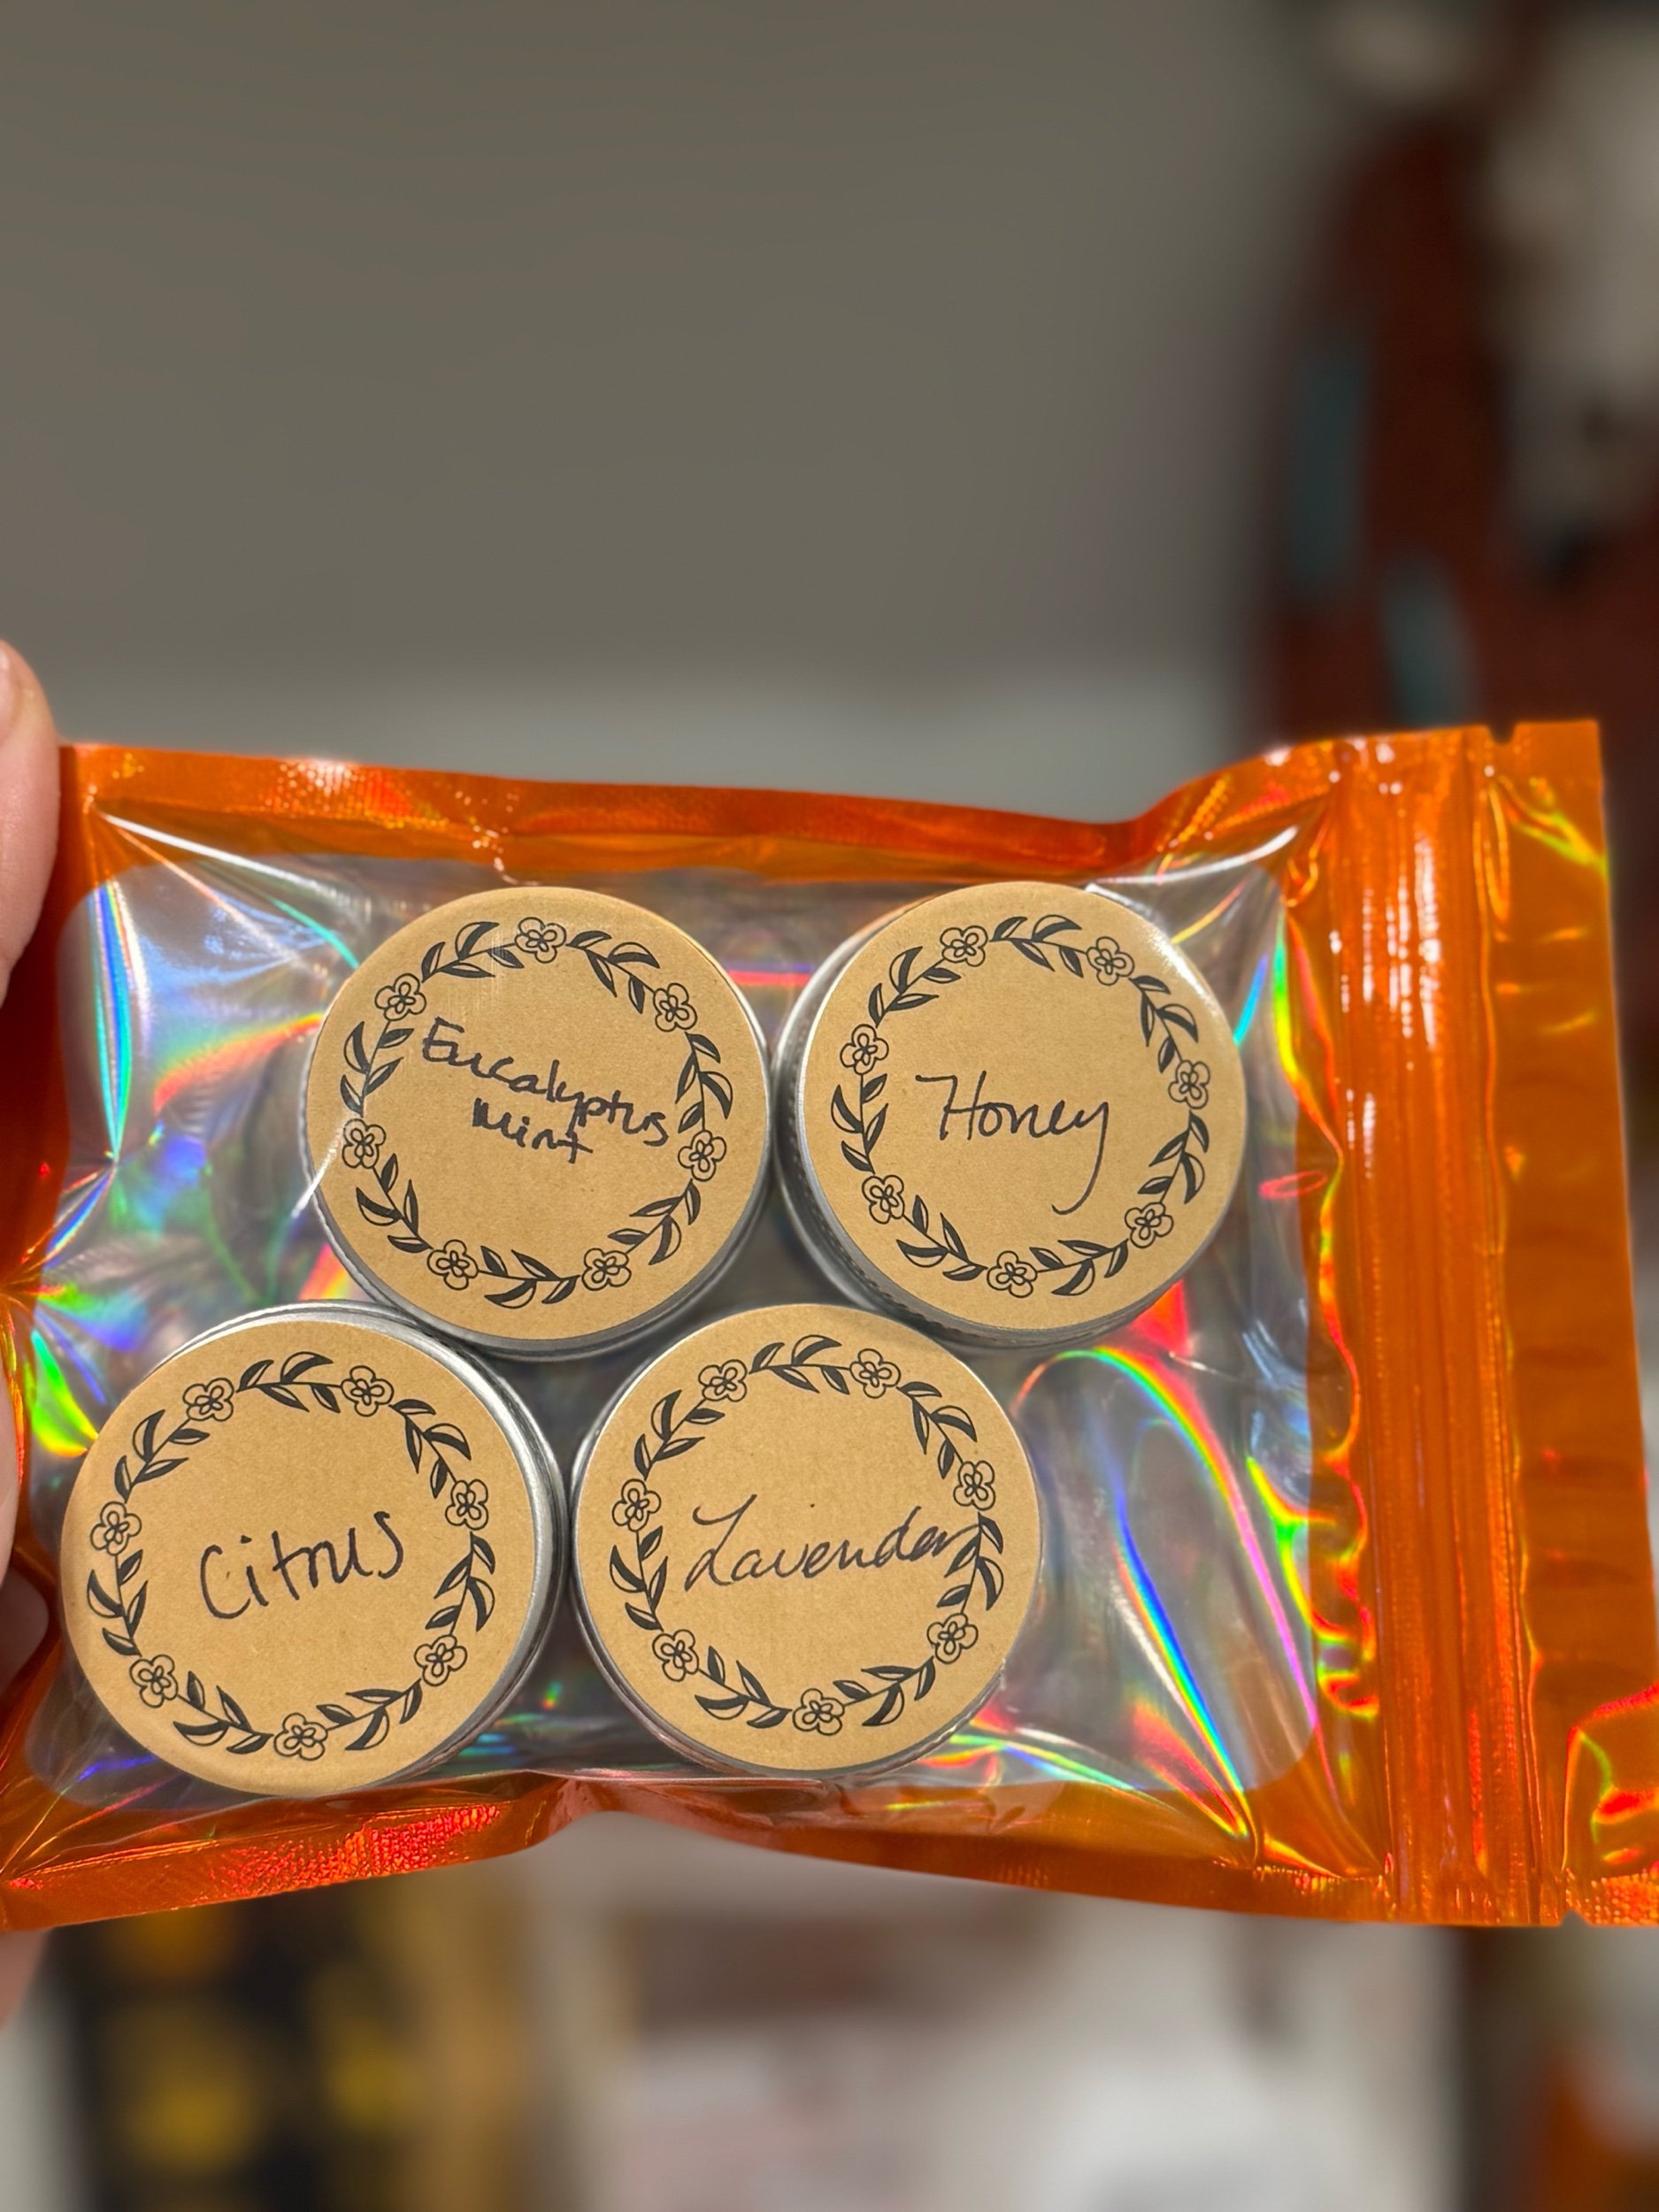 Eucalyptus
Mint
Honey
Citrus
Lavender